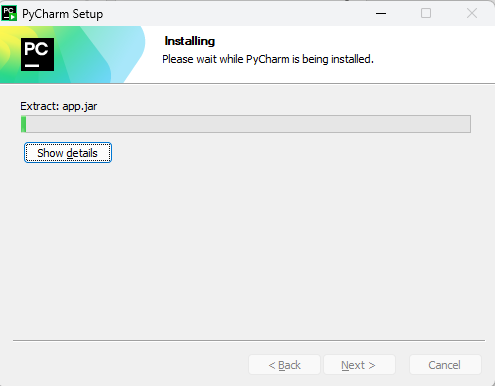 PyCharm Setup
PC
Installing
Please wait while PyCharm is being installed.
Extract: app.jar
Show details
< Back
Next >
Cancel